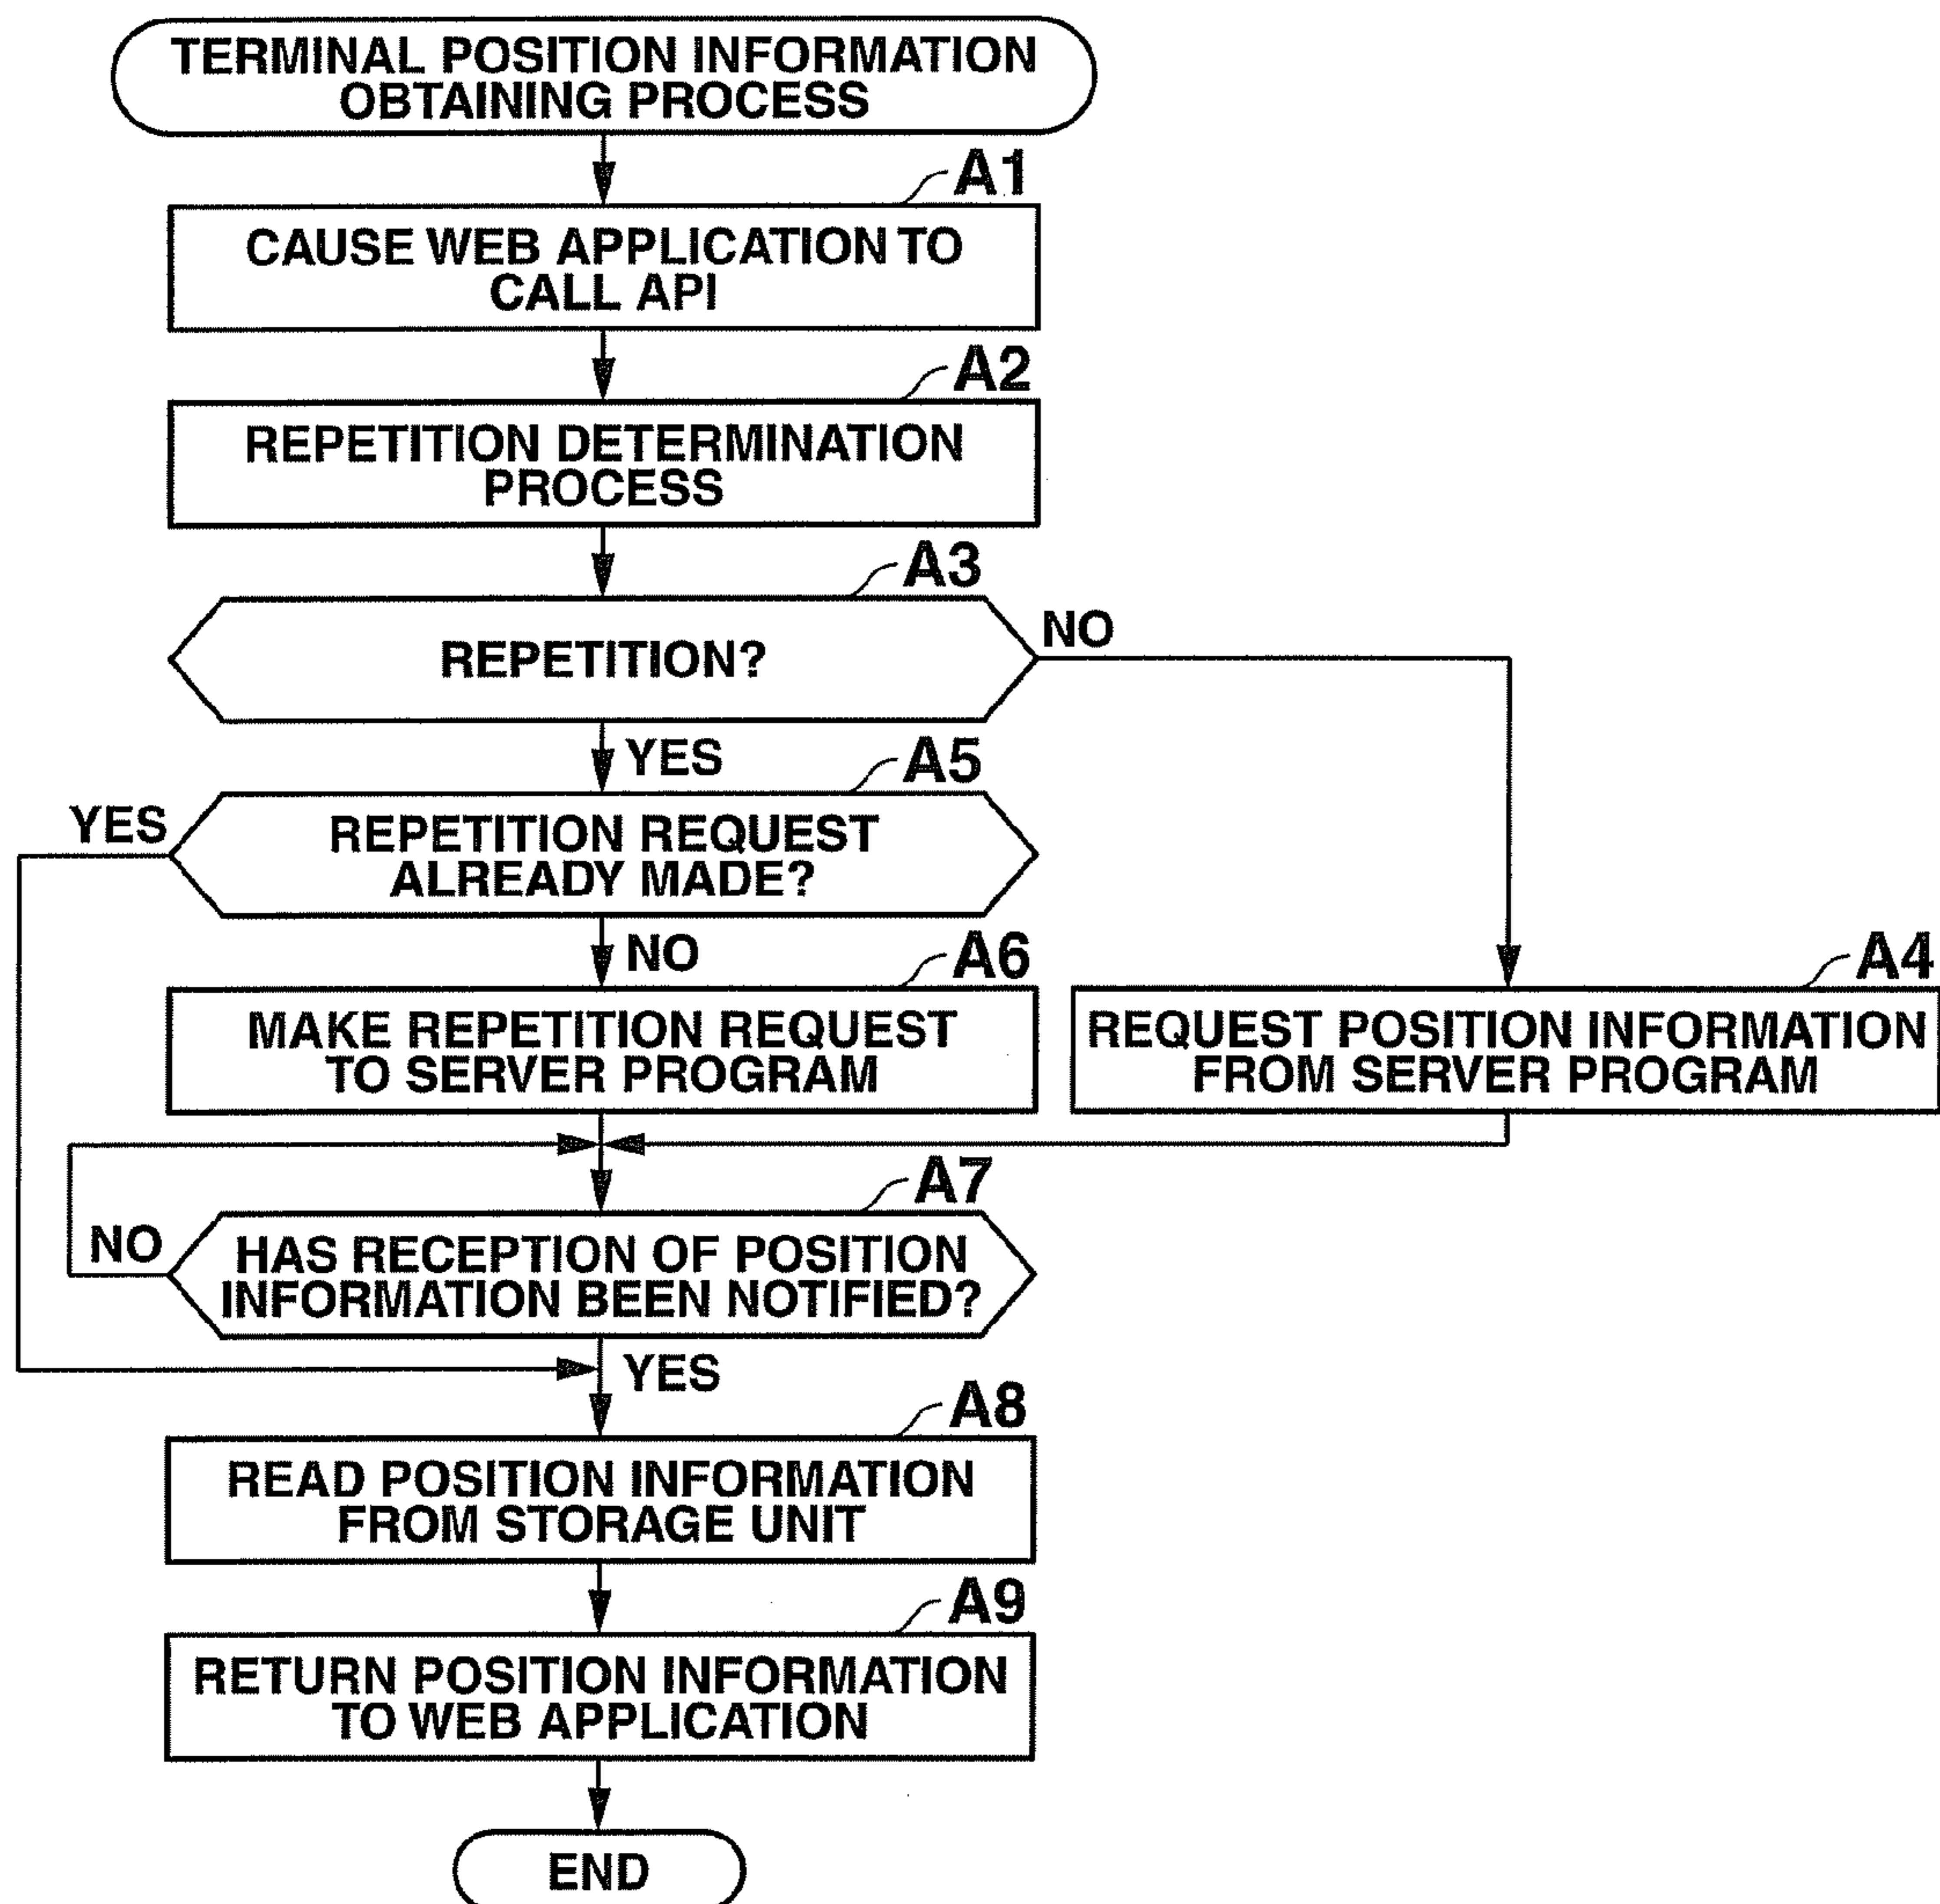 TERMINAL POSITION INFORMATION
OBTAINING PROCESS
A1
CAUSE WEB APPLICATION TO
CALL API
A2
REPETITION DETERMINATION
PROCESS
A3
REPETITION?
NO
YES
A5
YES
REPETITION REQUEST
ALREADY MADE?
NO
A6
MAKE REPETITION REQUEST
TO SERVER PROGRAM
A4
REQUEST POSITION INFORMATION
FROM SERVER PROGRAM
A7
NO
HAS RECEPTION OF POSITION
INFORMATION BEEN NOTIFIED?
YES
A8
READ POSITION INFORMATION
FROM STORAGE UNIT
A9
RETURN POSITION INFORMATION
TO WEB APPLICATION
END